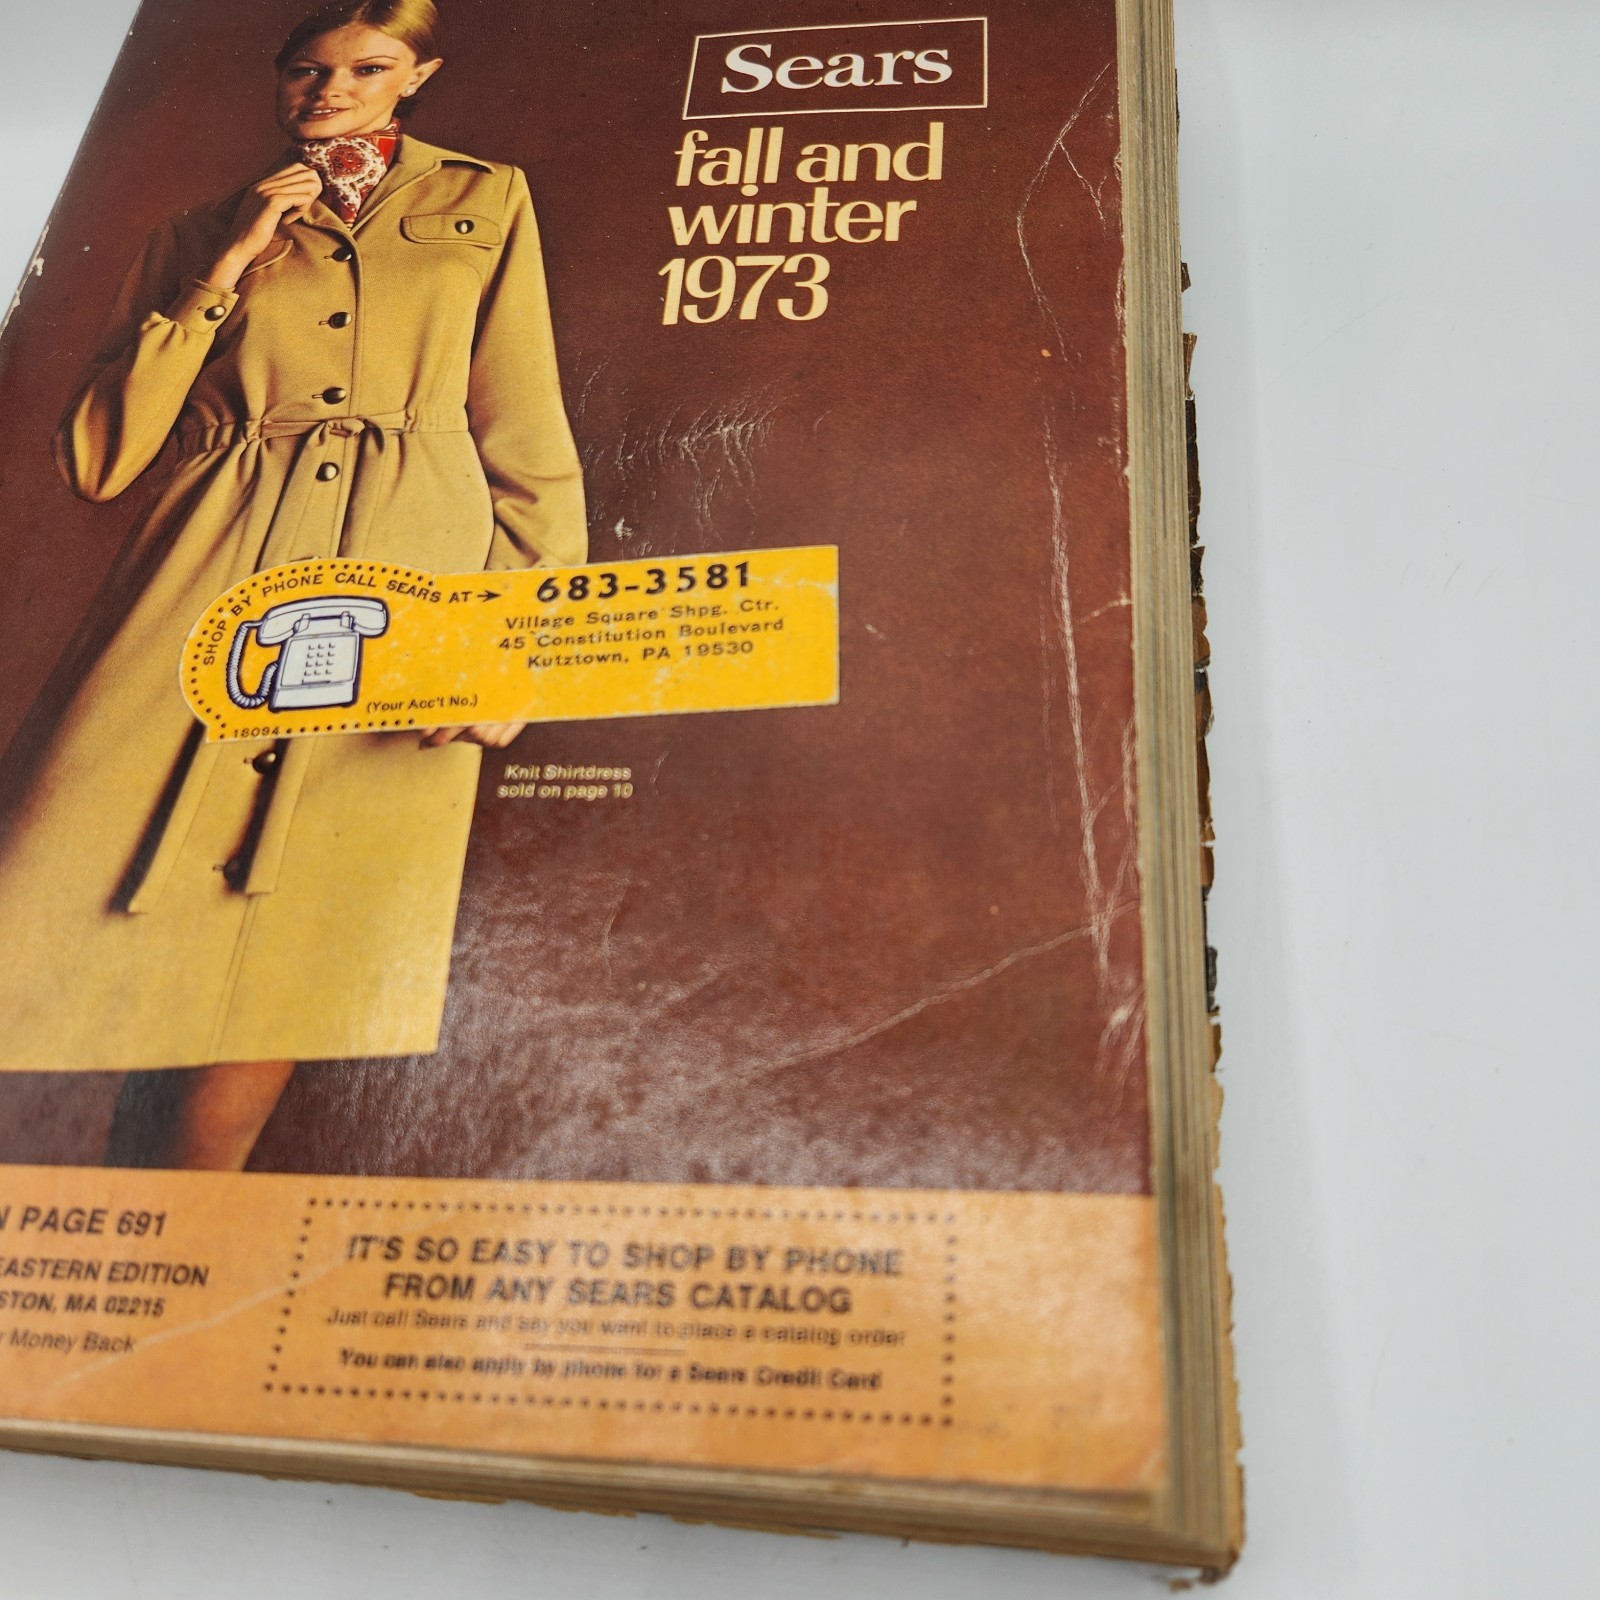 Sears
fall and
winter
1973
SHOP BY PHONE CALL SEARS AT→
683-3581
Village Square Shpg. Ctr.
45 Constitution Boulevard
Kutztown, PA 19530
(Your Acc't No.)
18094
Knit Shirtdress
sold on page 10
PAGE 691
EASTERN EDITION
MA 02215
Money Back
IT'S SO EASY TO SHOP BY PHONE
FROM ANY SEARS CATALOG
Just call Sears and say you want to place a catalog order
You can also apply by phone for a Sears Credit Card